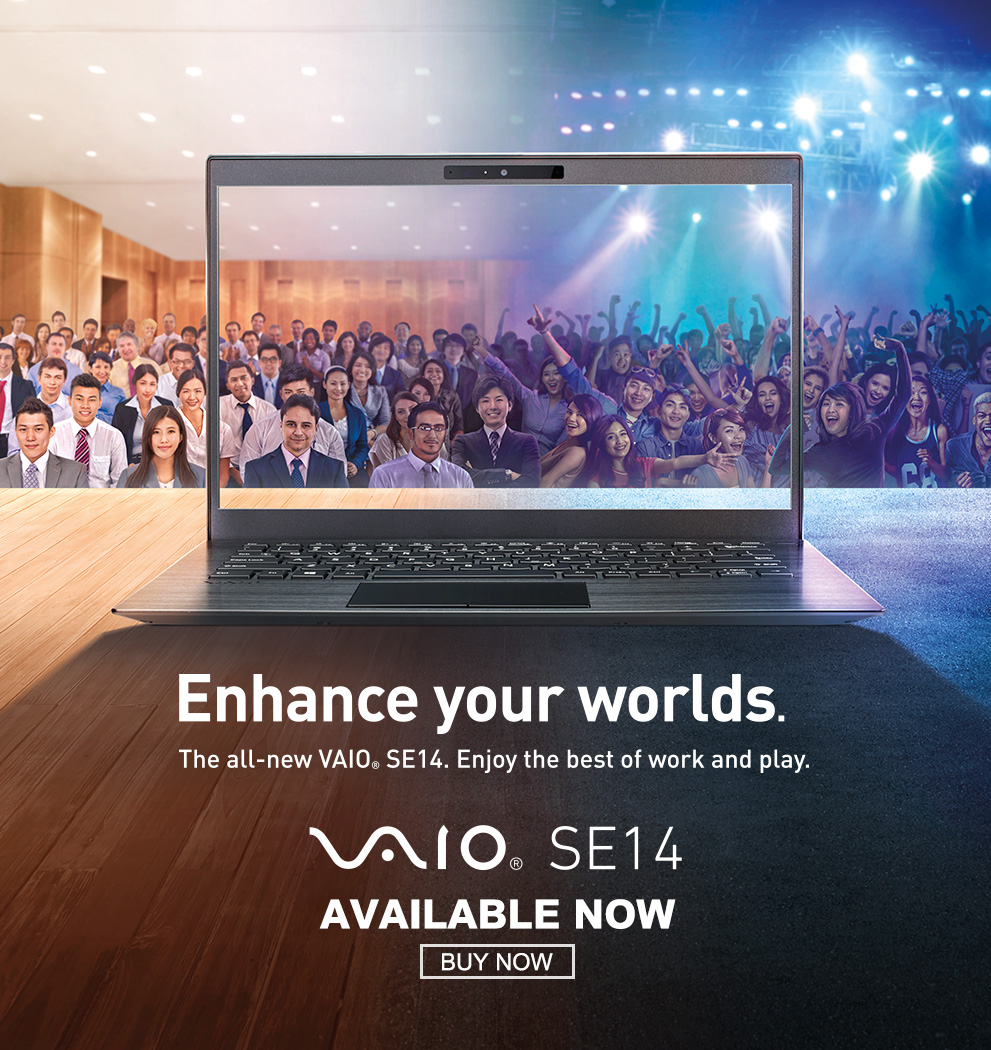 Enhance your worlds.
The all-new VAIO® SE14. Enjoy the best of work and play.
VAIO® SE14
AVAILABLE NOW
BUY NOW